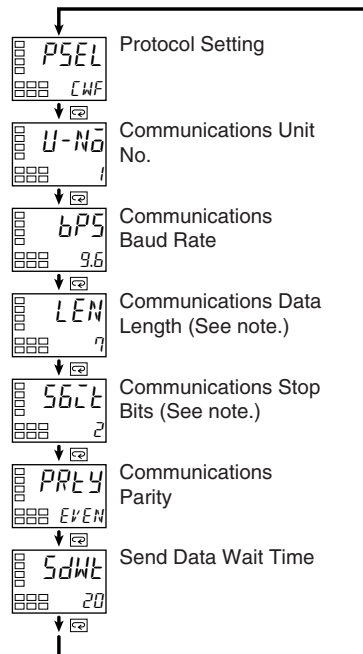 PSEL
CWF
Protocol Setting
U-No
1
Communications Unit
No.
bPS
9.6
Communications
Baud Rate
LEN
7
Communications Data
Length (See note.)
SbIt
2
Communications Stop
Bits (See note.)
PRtY
EVEN
Communications
Parity
SdWt
20
Send Data Wait Time